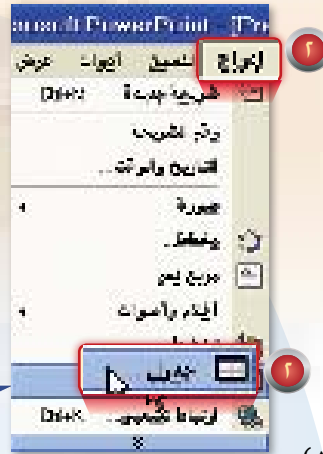 Microsoft PowerPoint - [Pre
إدراج تنسيق أدوات عرض
٢
شريحة جديدة Ctrl+M
رقم الشريحة
التاريخ والوقت...
صورة
مخطط...
مربع نص
أفلام وأصوات
جدول...
٢
ارتباط تشعبي... Ctrl+K